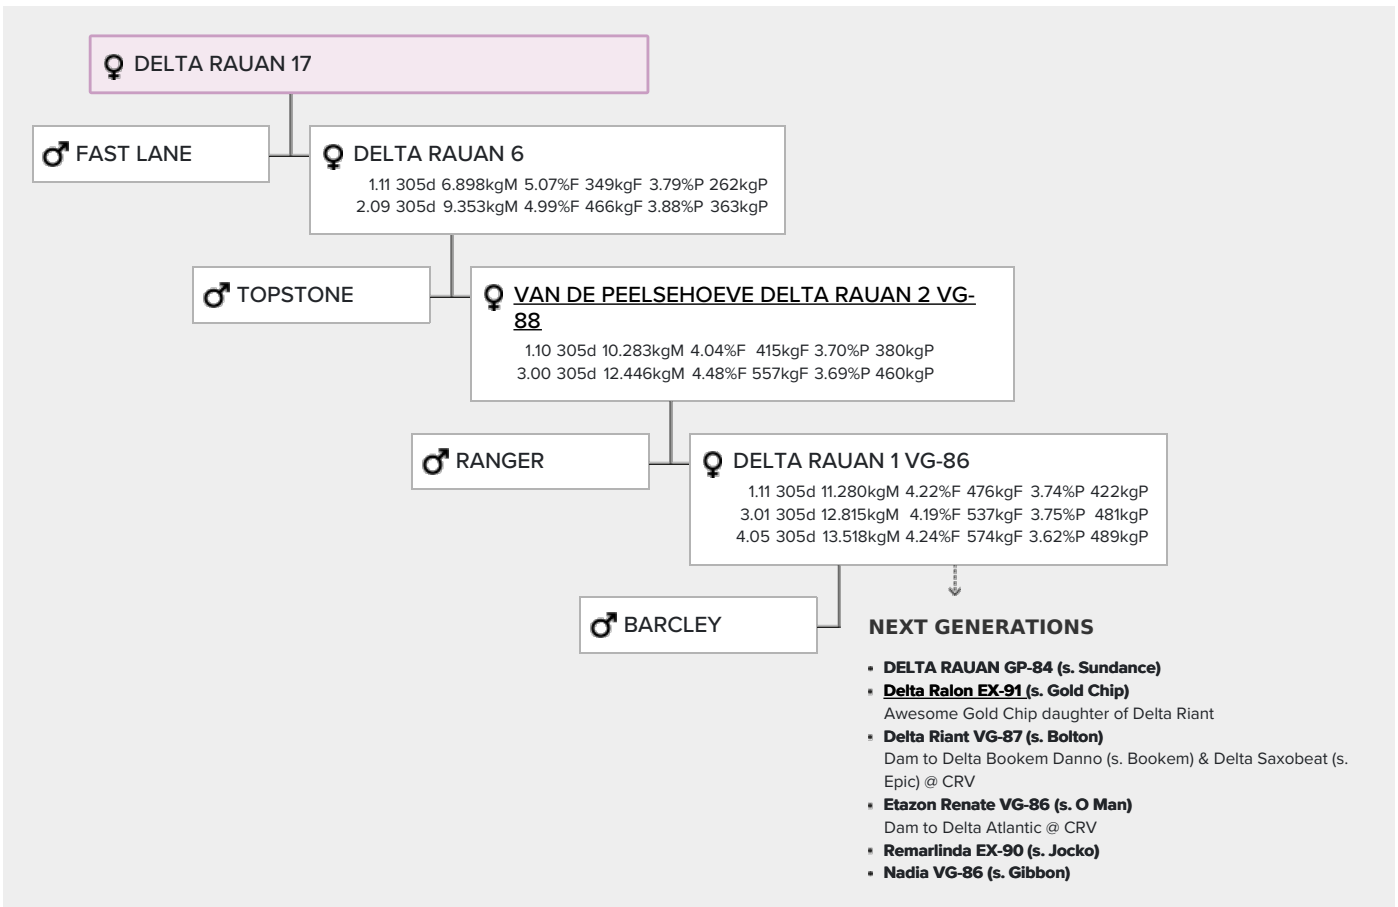 DELTA RAUAN 17
FAST LANE
DELTA RAUAN 6
1.11 305d 6.898kgM 5.07%F 349kgF 3.79%P 262kgP
2.09 305d 9.353kgM 4.99%F 466kgF 3.88%P 363kgP
TOPSTONE
VAN DE PEELSEHOEVE DELTA RAUAN 2 VG-
88
1.10 305d 10.283kgM 4.04%F 415kgF 3.70%P 380kgP
3.00 305d 12.446kgM 4.48%F 557kgF 3.69%P 460kgP
RANGER
DELTA RAUAN 1 VG-86
1.11 305d 11.280kgM 4.22%F 476kgF 3.74%P 422kgP
3.01 305d 12.815kgM 4.19%F 537kgF 3.75%P 481kgP
4.05 305d 13.518kgM 4.24%F 574kgF 3.62%P 489kgP
BARCLEY
NEXT GENERATIONS
▪ DELTA RAUAN GP-84 (s. Sundance)
▪ Delta Ralon EX-91 (s. Gold Chip)
Awesome Gold Chip daughter of Delta Riant
▪ Delta Riant VG-87 (s. Bolton)
Dam to Delta Bookem Danno (s. Bookem) & Delta Saxobeat (s.
Epic) @ CRV
▪ Etazon Renate VG-86 (s. O Man)
Dam to Delta Atlantic @ CRV
▪ Remarlinda EX-90 (s. Jocko)
▪ Nadia VG-86 (s. Gibbon)